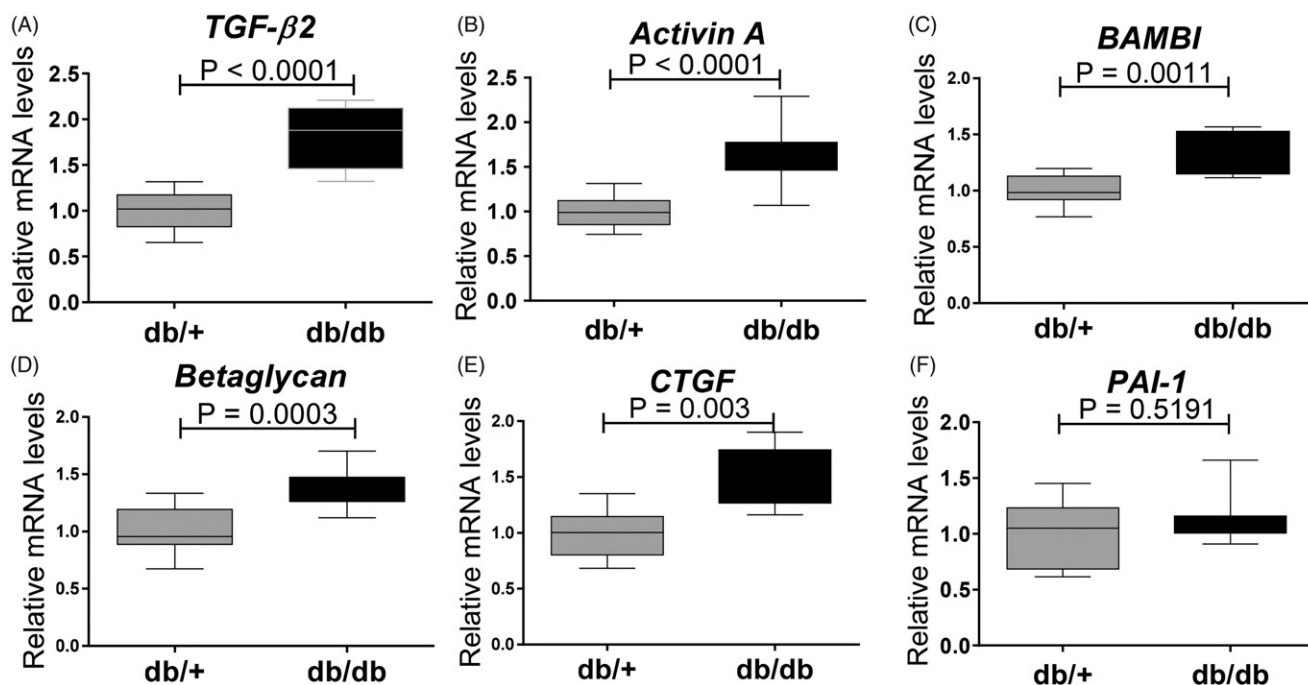 (A)
TGF-β2
P < 0.0001
Relative mRNA levels
2.5
2.0
1.5
1.0
0.5
0.0
db/+
db/db
(B)
Activin A
P < 0.0001
Relative mRNA levels
2.5
2.0
1.5
1.0
0.5
0.0
db/+
db/db
(C)
BAMBI
P = 0.0011
Relative mRNA levels
2.0
1.5
1.0
0.5
0.0
db/+
db/db
(D)
Betaglycan
P = 0.0003
Relative mRNA levels
2.0
1.5
1.0
0.5
0.0
db/+
db/db
(E)
CTGF
P = 0.003
Relative mRNA levels
2.0
1.5
1.0
0.5
0.0
db/+
db/db
(F)
PAI-1
P = 0.5191
Relative mRNA levels
2.0
1.5
1.0
0.5
0.0
db/+
db/db